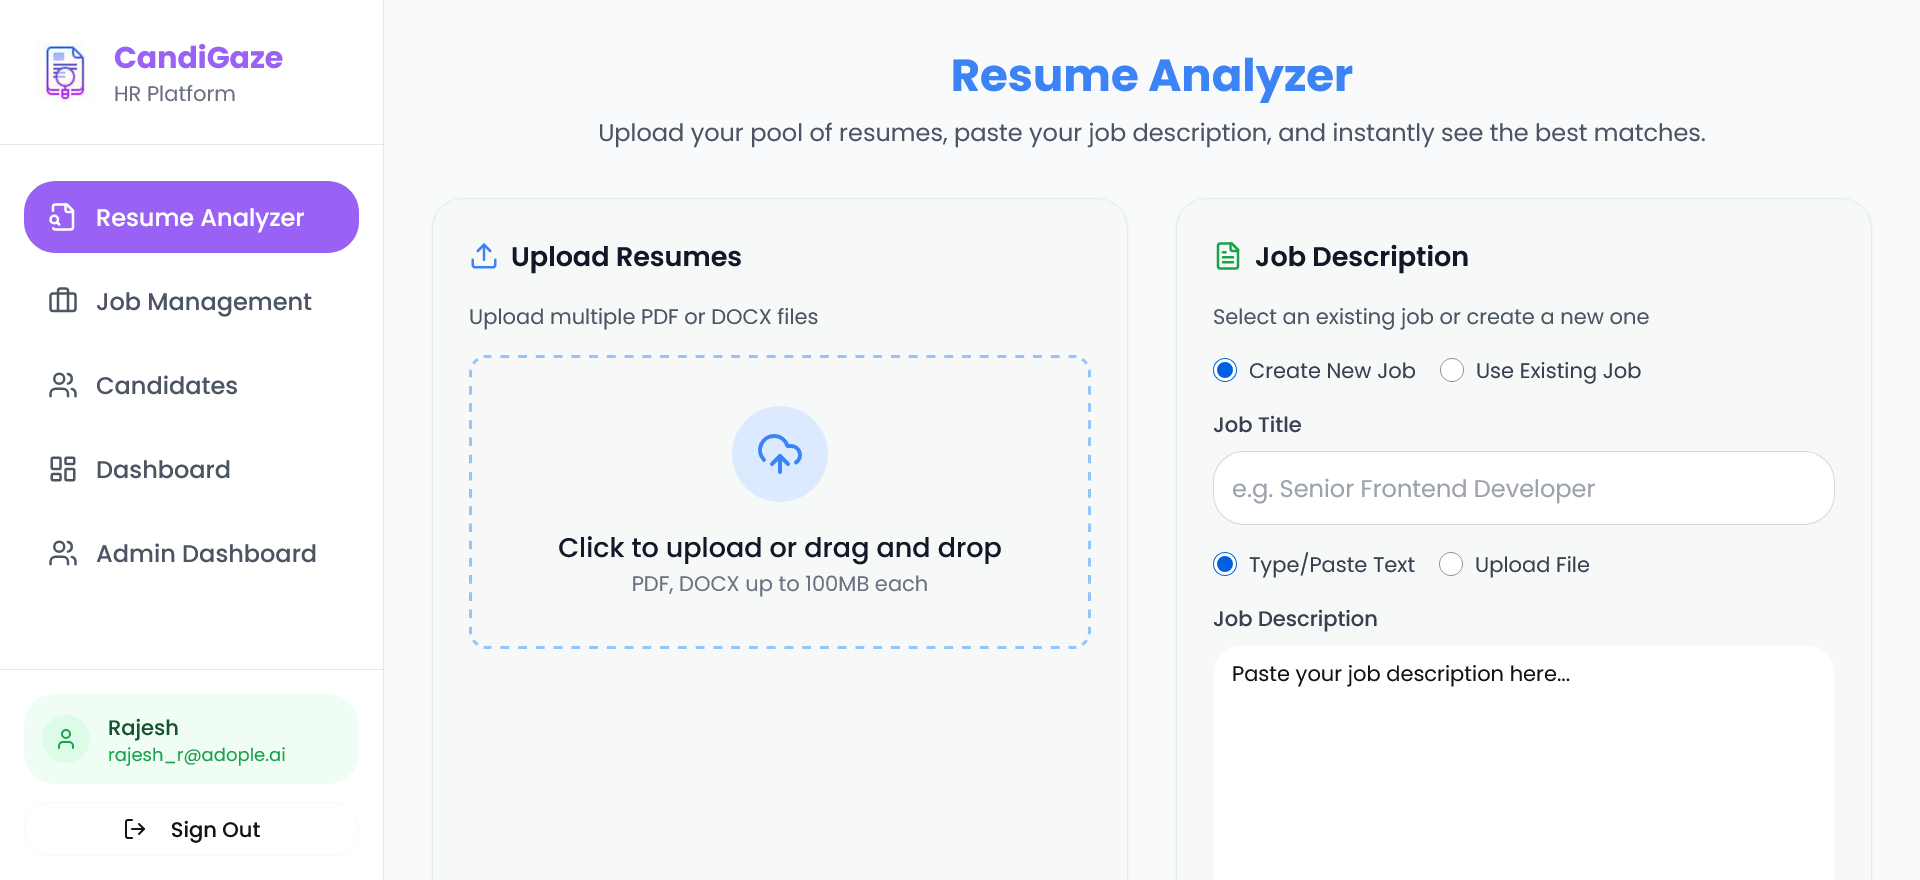 CandiGaze
HR Platform
Resume Analyzer
Job Management
Candidates
Dashboard
Admin Dashboard
Rajesh
rajesh_r@adople.ai
Sign Out
Resume Analyzer
Upload your pool of resumes, paste your job description, and instantly see the best matches.
Upload Resumes
Upload multiple PDF or DOCX files
Click to upload or drag and drop
PDF, DOCX up to 100MB each
Job Description
Select an existing job or create a new one
Create New Job Use Existing Job
Job Title
e.g. Senior Frontend Developer
Type/Paste Text Upload File
Job Description
Paste your job description here...